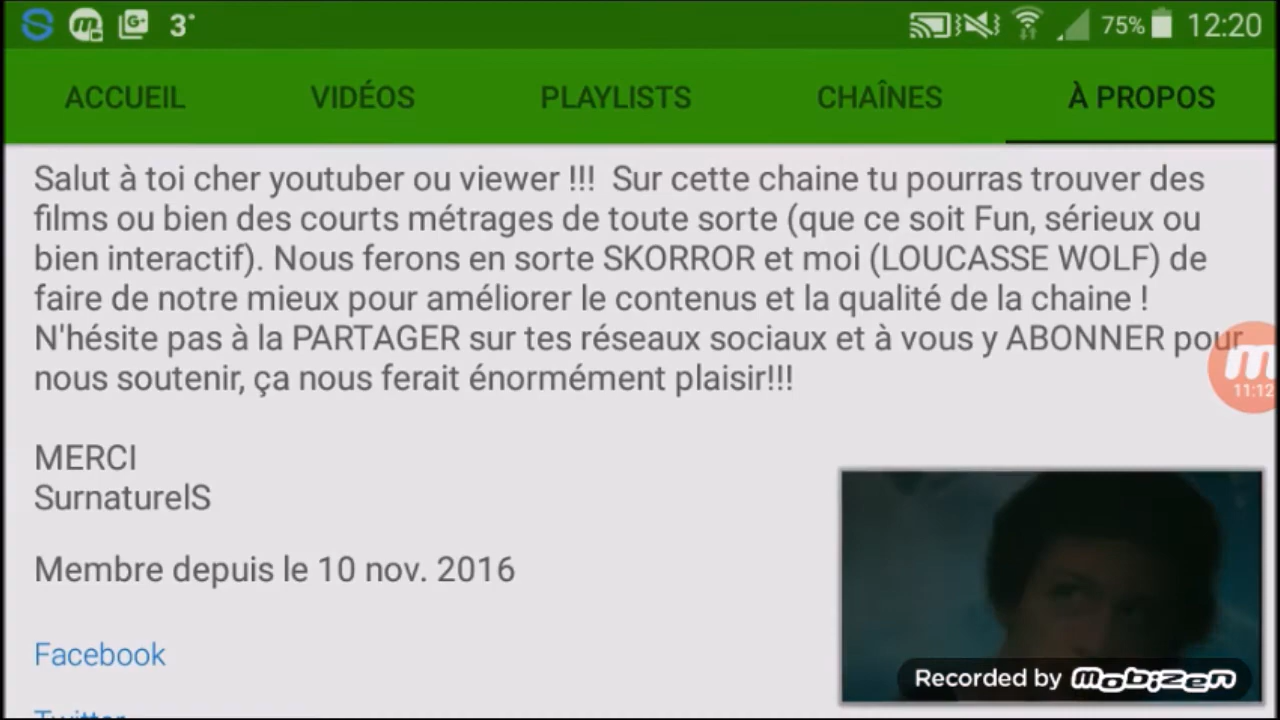 3°
75%
12:20
ACCUEIL VIDÉOS PLAYLISTS CHAÎNES À PROPOS
Salut à toi cher youtuber ou viewer !!! Sur cette chaine tu pourras trouver des
films ou bien des courts métrages de toute sorte (que ce soit Fun, sérieux ou
bien interactif). Nous ferons en sorte SKORROR et moi (LOUCASSE WOLF) de
faire de notre mieux pour améliorer le contenus et la qualité de la chaine !
N'hésite pas à la PARTAGER sur tes réseaux sociaux et à vous y ABONNER pour
nous soutenir, ça nous ferait énormément plaisir!!!
11:12
MERCI
SurnaturelS
Membre depuis le 10 nov. 2016
Facebook
Twitter
Recorded by mobizen